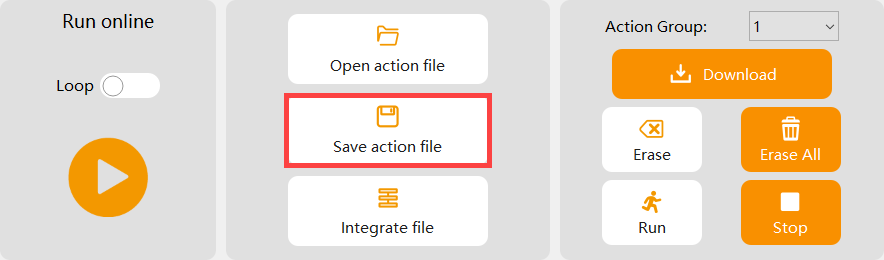 Run online
Loop
Open action file
Save action file
Integrate file
Action Group: 1
Download
Erase
Erase All
Run
Stop